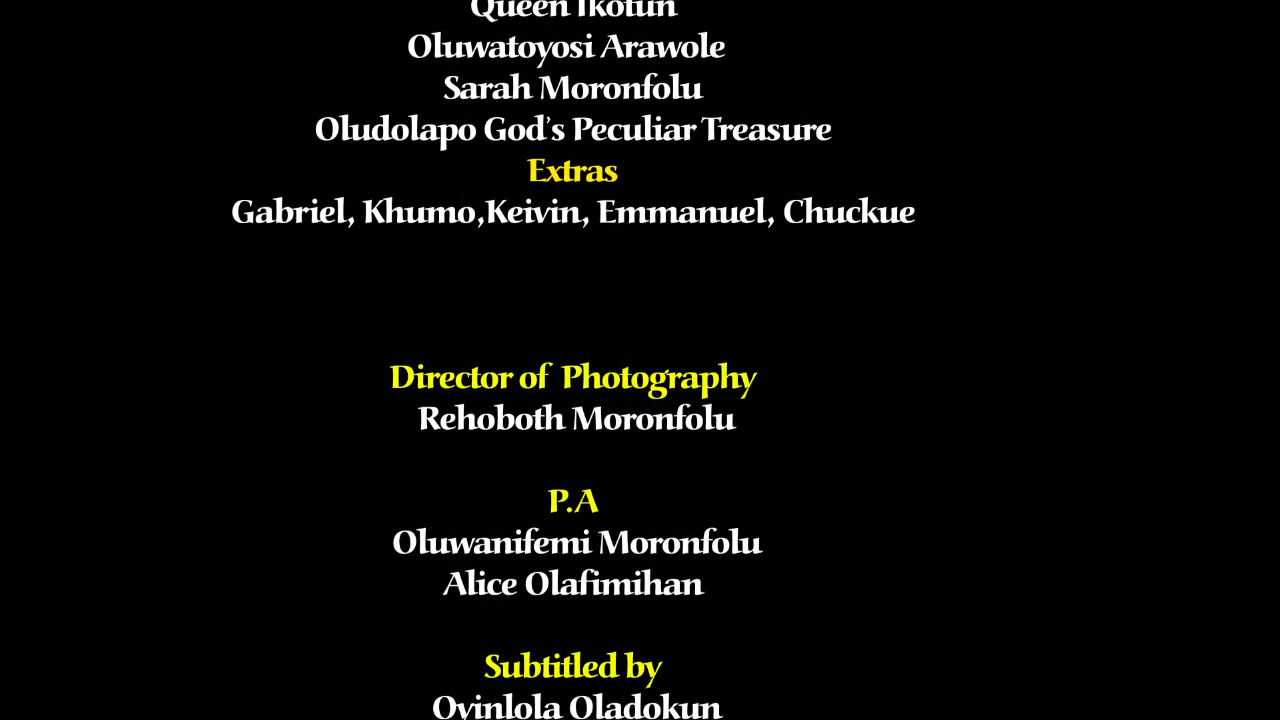 Queen Ikotun
Oluwatoyosi Arawole
Sarah Moronfolu
Oludolapo God's Peculiar Treasure
Extras
Gabriel, Khumo,Keivin, Emmanuel, Chuckue
Director of Photography
Rehoboth Moronfolu
P.A
Oluwanifemi Moronfolu
Alice Olafimihan
Subtitled by
Oyinlola Oladokun